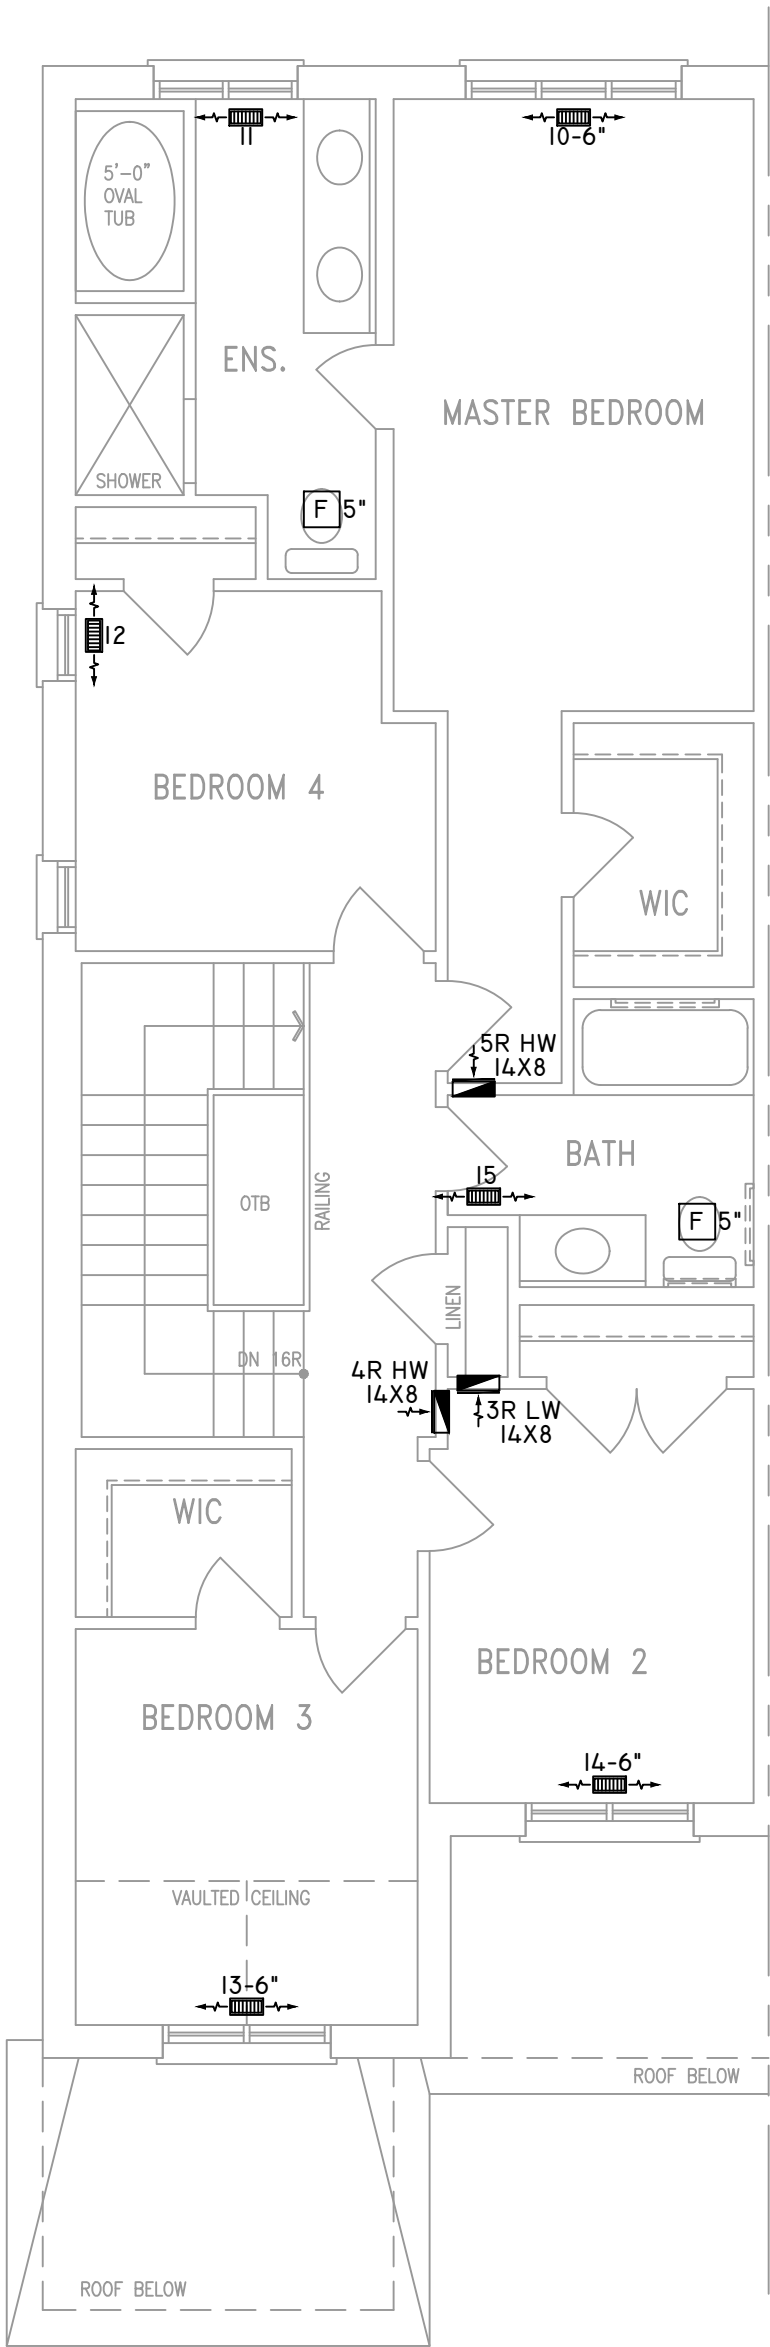 11
10-6"
5'-0"
OVAL
TUB
ENS.
MASTER BEDROOM
SHOWER
F 5"
12
BEDROOM 4
WIC
5R HW
14X8
BATH
15
OTB
RAILING
F 5"
LINEN
DN 16R
4R HW
14X8
3R LW
14X8
WIC
BEDROOM 2
BEDROOM 3
14-6"
VAULTED CEILING
13-6"
ROOF BELOW
ROOF BELOW